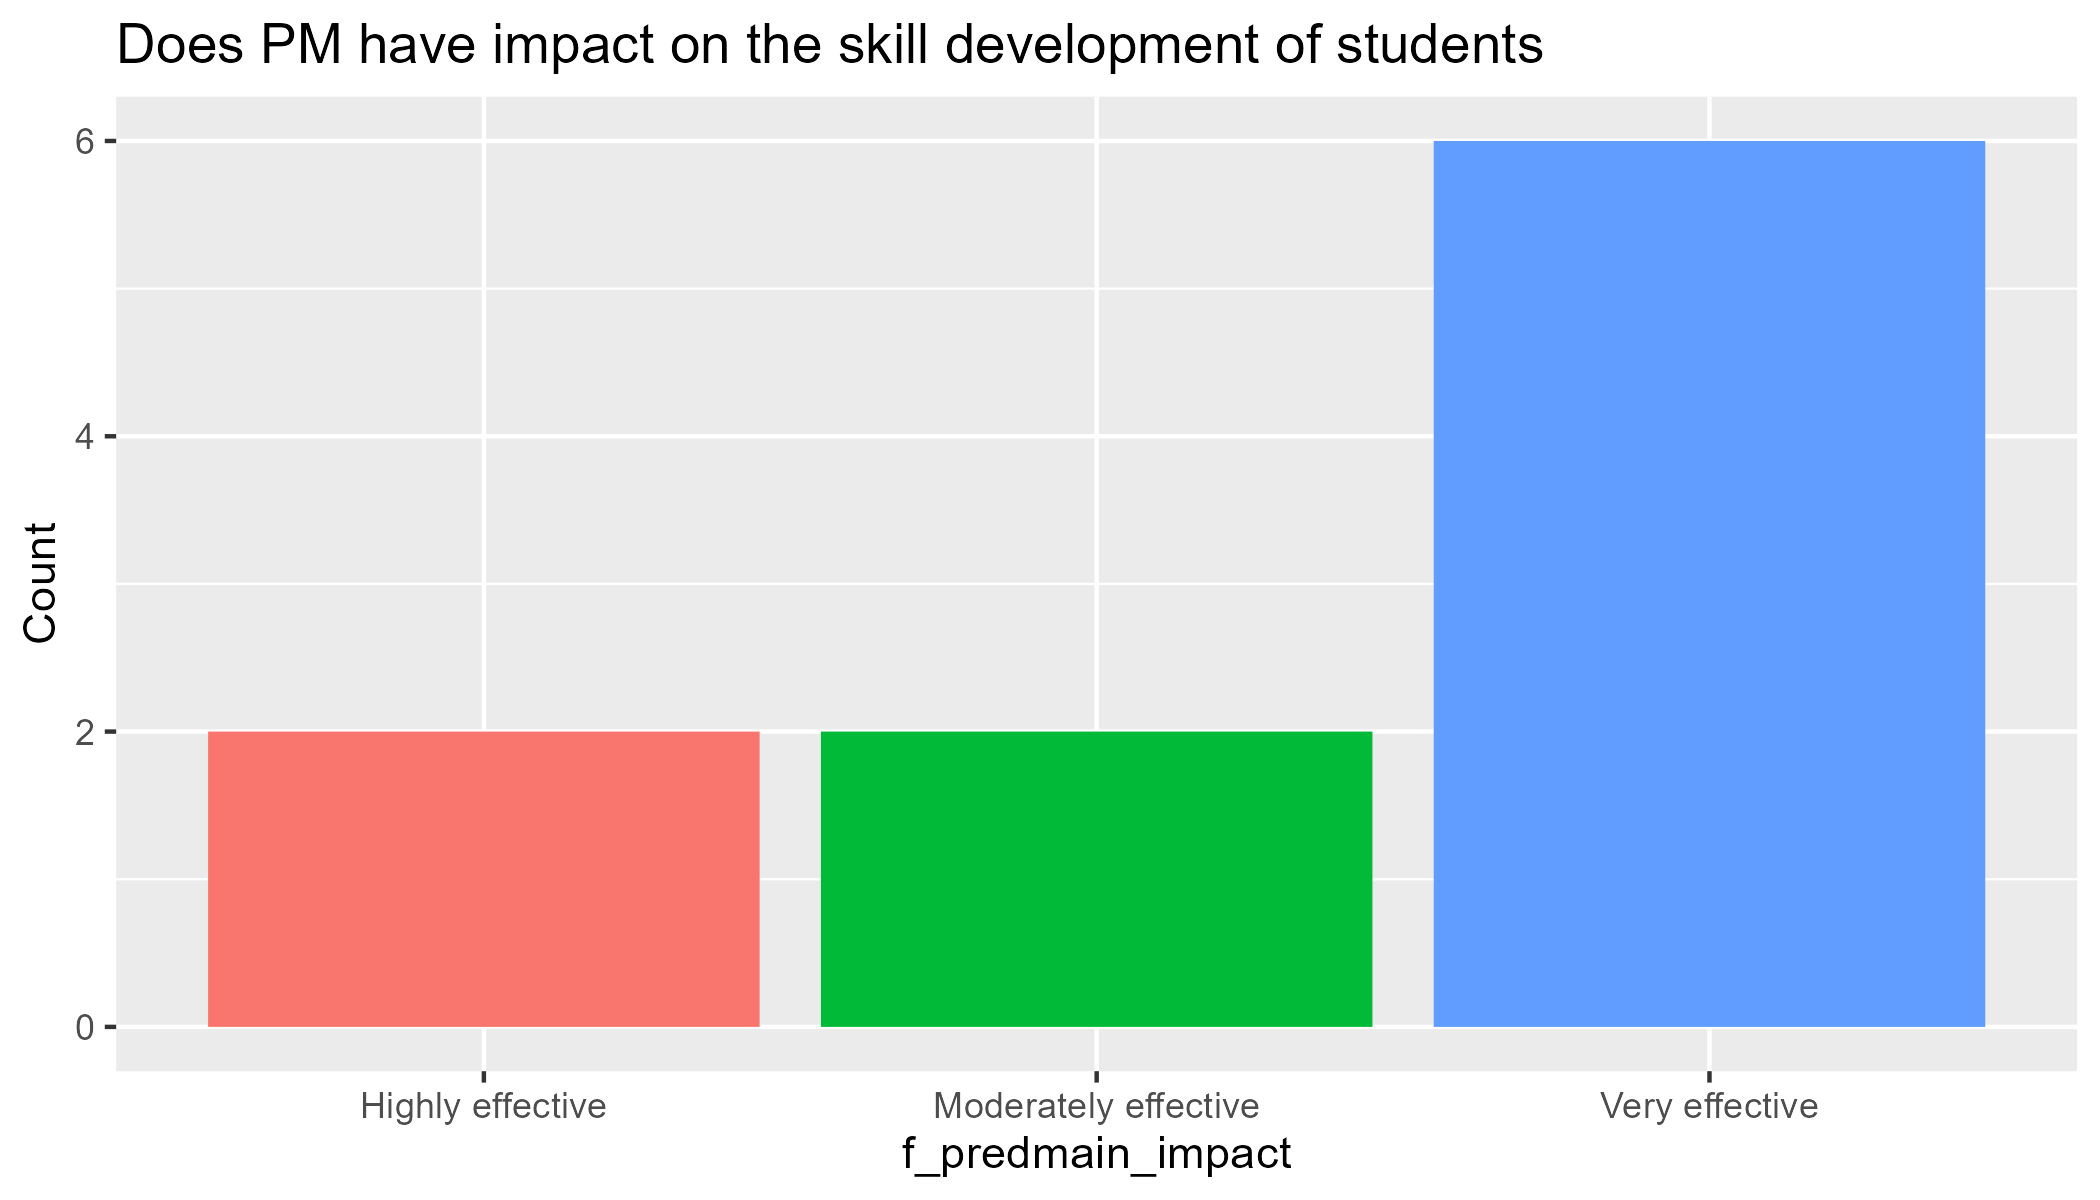 Does PM have impact on the skill development of students
6
4
2
0
Count
Highly effective
Moderately effective
Very effective
f_predmain_impact